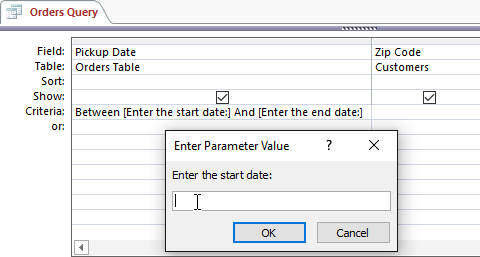 Orders Query
Field: Pickup Date Zip Code
Table: Orders Table Customers
Sort:
Show:
Criteria: Between [Enter the start date:] And [Enter the end date:]
or:
Enter Parameter Value ?
Enter the start date:
OK Cancel